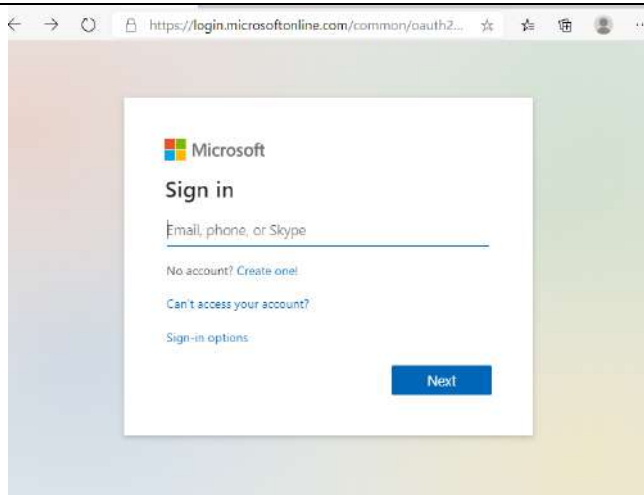 https://login.microsoftonline.com/common/oauth2...
Microsoft
Sign in
Email, phone, or Skype
No account? Create one!
Can't access your account?
Sign-in options
Next